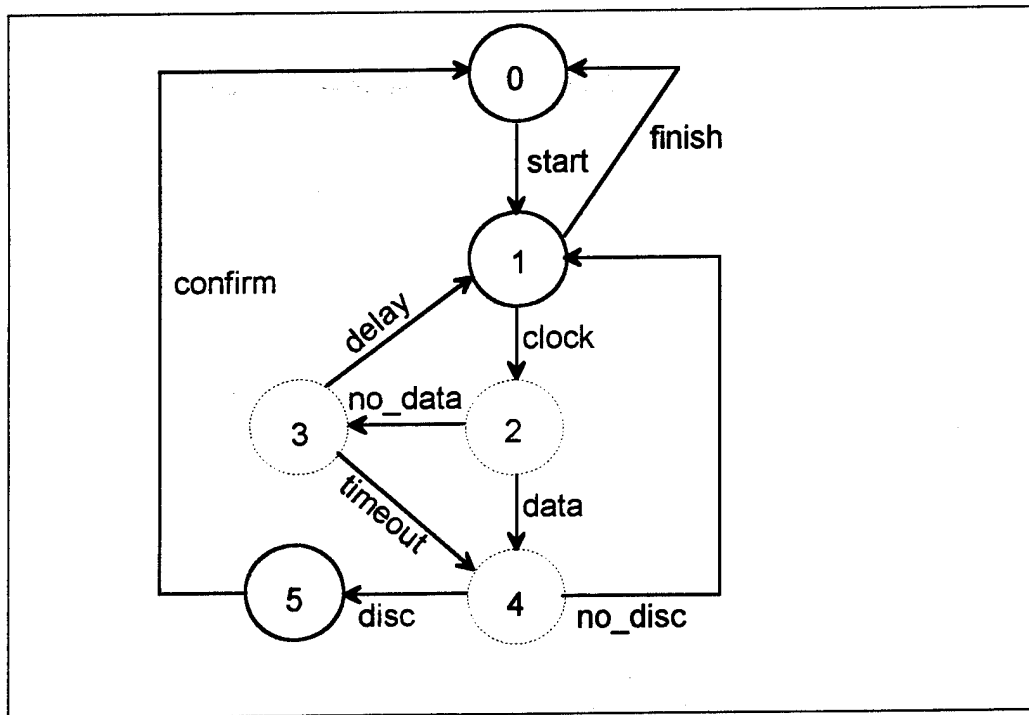 0
start
finish
1
confirm
delay
clock
no_data
3
2
timeout
data
5
disc
4
no_disc